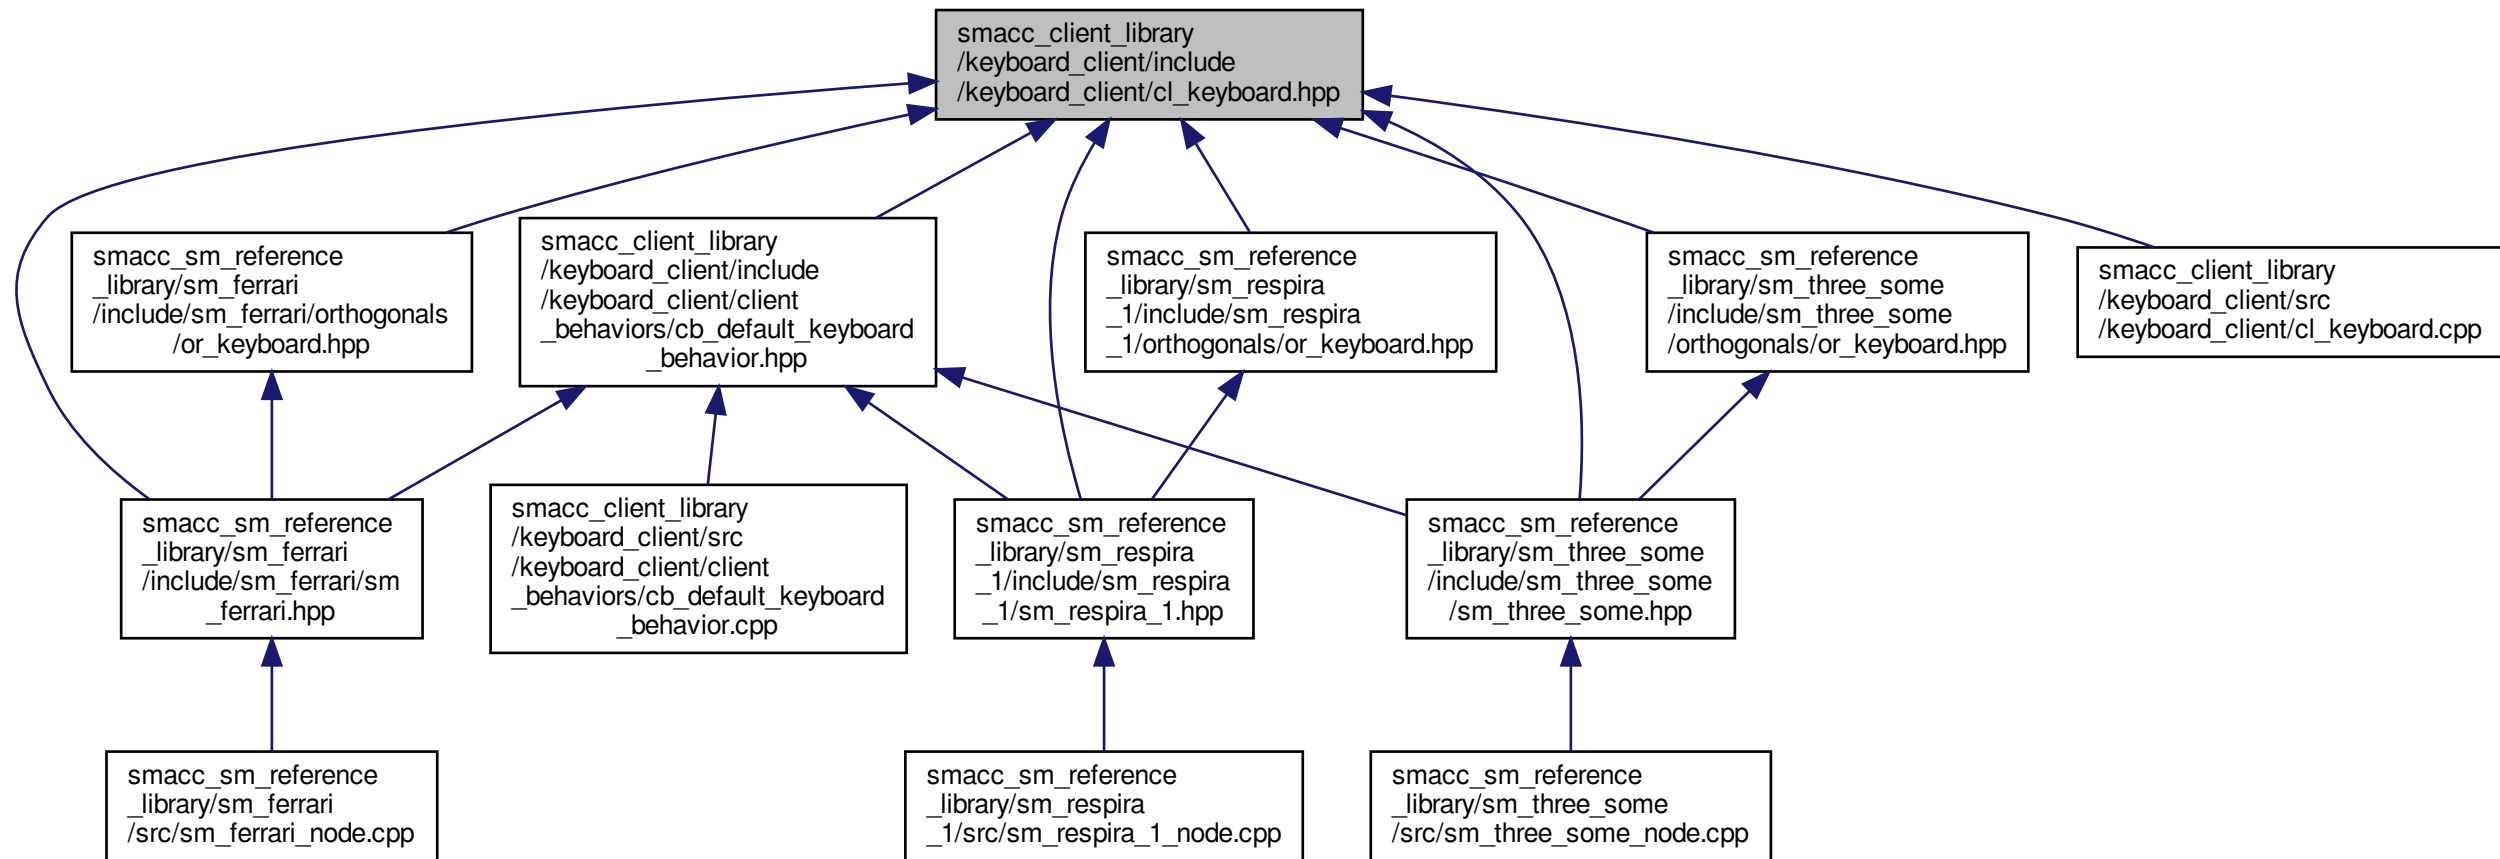 smacc_client_library
/keyboard_client/include
/keyboard_client/cl_keyboard.hpp
smacc_sm_reference
_library/sm_ferrari
/include/sm_ferrari/orthogonals
/or_keyboard.hpp
smacc_client_library
/keyboard_client/include
/keyboard_client/client
_behaviors/cb_default_keyboard
_behavior.hpp
smacc_sm_reference
_library/sm_respira
_1/include/sm_respira
_1/orthogonals/or_keyboard.hpp
smacc_sm_reference
_library/sm_three_some
/include/sm_three_some
/orthogonals/or_keyboard.hpp
smacc_client_library
/keyboard_client/src
/keyboard_client/cl_keyboard.cpp
smacc_sm_reference
_library/sm_ferrari
/include/sm_ferrari/sm
_ferrari.hpp
smacc_client_library
/keyboard_client/src
/keyboard_client/client
_behaviors/cb_default_keyboard
_behavior.cpp
smacc_sm_reference
_library/sm_respira
_1/include/sm_respira
_1/sm_respira_1.hpp
smacc_sm_reference
_library/sm_three_some
/include/sm_three_some
/sm_three_some.hpp
smacc_sm_reference
_library/sm_ferrari
/src/sm_ferrari_node.cpp
smacc_sm_reference
_library/sm_respira
_1/src/sm_respira_1_node.cpp
smacc_sm_reference
_library/sm_three_some
/src/sm_three_some_node.cpp